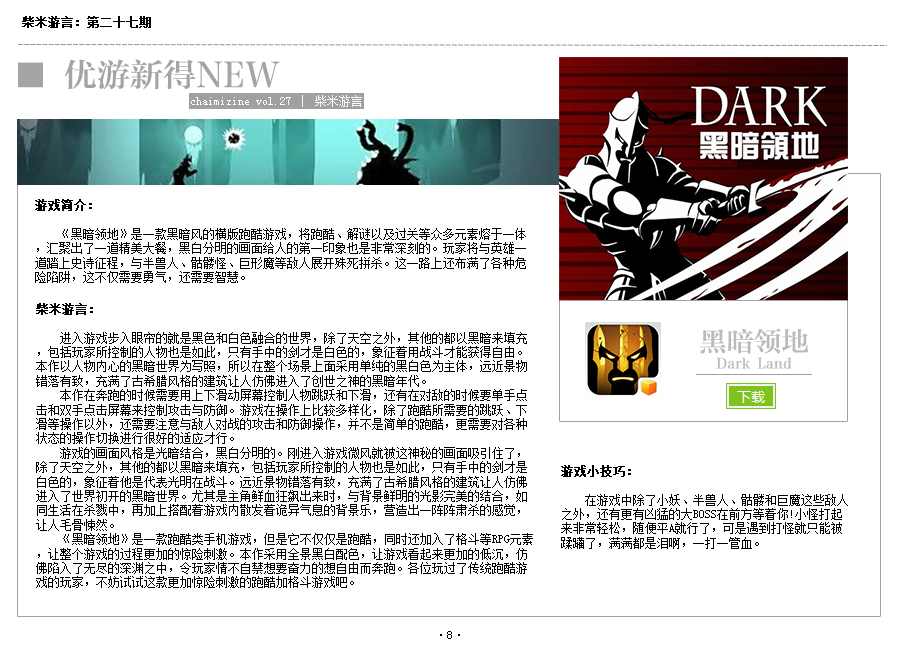 柴米游言：第二十七期
优游新得NEW
chaimizine vol.27 | 柴米游言
游戏简介：
《黑暗领地》是一款黑暗风的横版跑酷游戏，将跑酷、解谜以及过关等众多元素熔于一体
，汇聚出了一道精美大餐，黑白分明的画面给人的第一印象也是非常深刻的。玩家将与英雄一
道踏上史诗征程，与半兽人、骷髅怪、巨形魔等敌人展开殊死拼杀。这一路上还布满了各种危
险陷阱，这不仅需要勇气，还需要智慧。
柴米游言：
进入游戏步入眼帘的就是黑色和白色融合的世界，除了天空之外，其他的都以黑暗来填充
，包括玩家所控制的人物也是如此，只有手中的剑才是白色的，象征着用战斗才能获得自由。
本作以人物内心的黑暗世界为写照，所以在整个场景上面采用单纯的黑白色为主体，远近景物
错落有致，充满了古希腊风格的建筑让人仿佛进入了创世之神的黑暗年代。
本作在奔跑的时候需要用上下滑动屏幕控制人物跳跃和下滑，还有在对敌的时候要单手点
击和双手点击屏幕来控制攻击与防御。游戏在操作上比较多样化，除了跑酷所需要的跳跃、下
滑等操作以外，还需要注意与敌人对战的攻击和防御操作，并不是简单的跑酷，更需要对各种
状态的操作切换进行很好的适应才行。
游戏的画面风格是光暗结合，黑白分明的。刚进入游戏微风就被这神秘的画面吸引住了，
除了天空之外，其他的都以黑暗来填充，包括玩家所控制的人物也是如此，只有手中的剑才是
白色的，象征着他是代表光明在战斗。远近景物错落有致，充满了古希腊风格的建筑让人仿佛
进入了世界初开的黑暗世界。尤其是主角鲜血狂飙出来时，与背景鲜明的光影完美的结合，如
同生活在杀戮中，再加上搭配着游戏内散发着诡异气息的背景乐，营造出一阵阵肃杀的感觉，
让人毛骨悚然。
《黑暗领地》是一款跑酷类手机游戏，但是它不仅仅是跑酷，同时还加入了格斗等RPG元素
，让整个游戏的过程更加的惊险刺激。本作采用全景黑白配色，让游戏看起来更加的低沉，仿
佛陷入了无尽的深渊之中，令玩家情不自禁想要奋力的想自由而奔跑。各位玩过了传统跑酷游
戏的玩家，不妨试试这款更加惊险刺激的跑酷加格斗游戏吧。
DARK
黑暗領地
黑暗领地
Dark Land
下载
游戏小技巧：
在游戏中除了小妖、半兽人、骷髅和巨魔这些敌人
之外，还有更有凶猛的大BOSS在前方等着你!小怪打起
来非常轻松，随便平A就行了，可是遇到打怪就只能被
蹂躏了，满满都是泪啊，一打一管血。
·8·